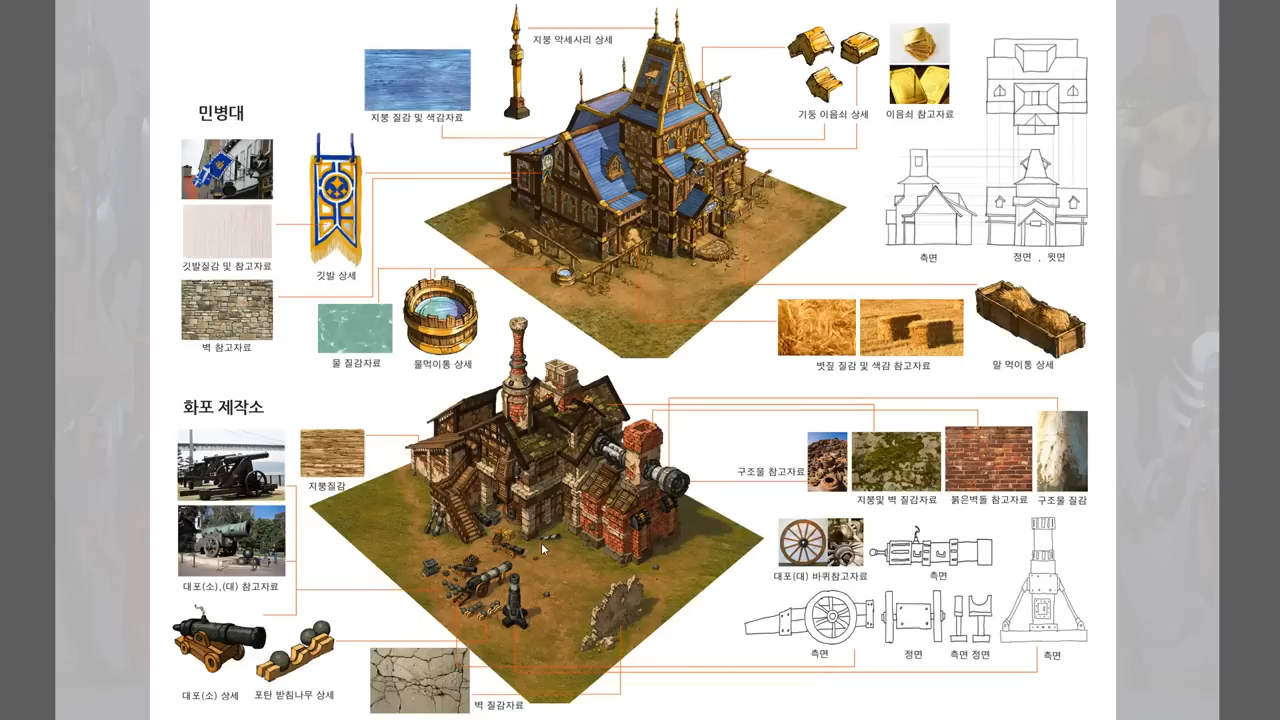 지붕 악세사리 상세
민병대
지붕 질감 및 색감자료
기둥 이음쇠 상세
이음쇠 참고자료
깃발질감 및 참고자료
깃발 상세
측면
정면 , 윗면
벽 참고자료
물 질감자료
물먹이통 상세
볏짚 질감 및 색감 참고자료
말 먹이통 상세
화포 제작소
지붕질감
구조물 참고자료
지붕및 벽 질감자료
붉은벽돌 참고자료
구조물 질감
대포(소),(대) 참고자료
대포(대) 바퀴참고자료
측면
측면
정면
측면 정면
측면
대포(소) 상세
포탄 받침나무 상세
벽 질감자료